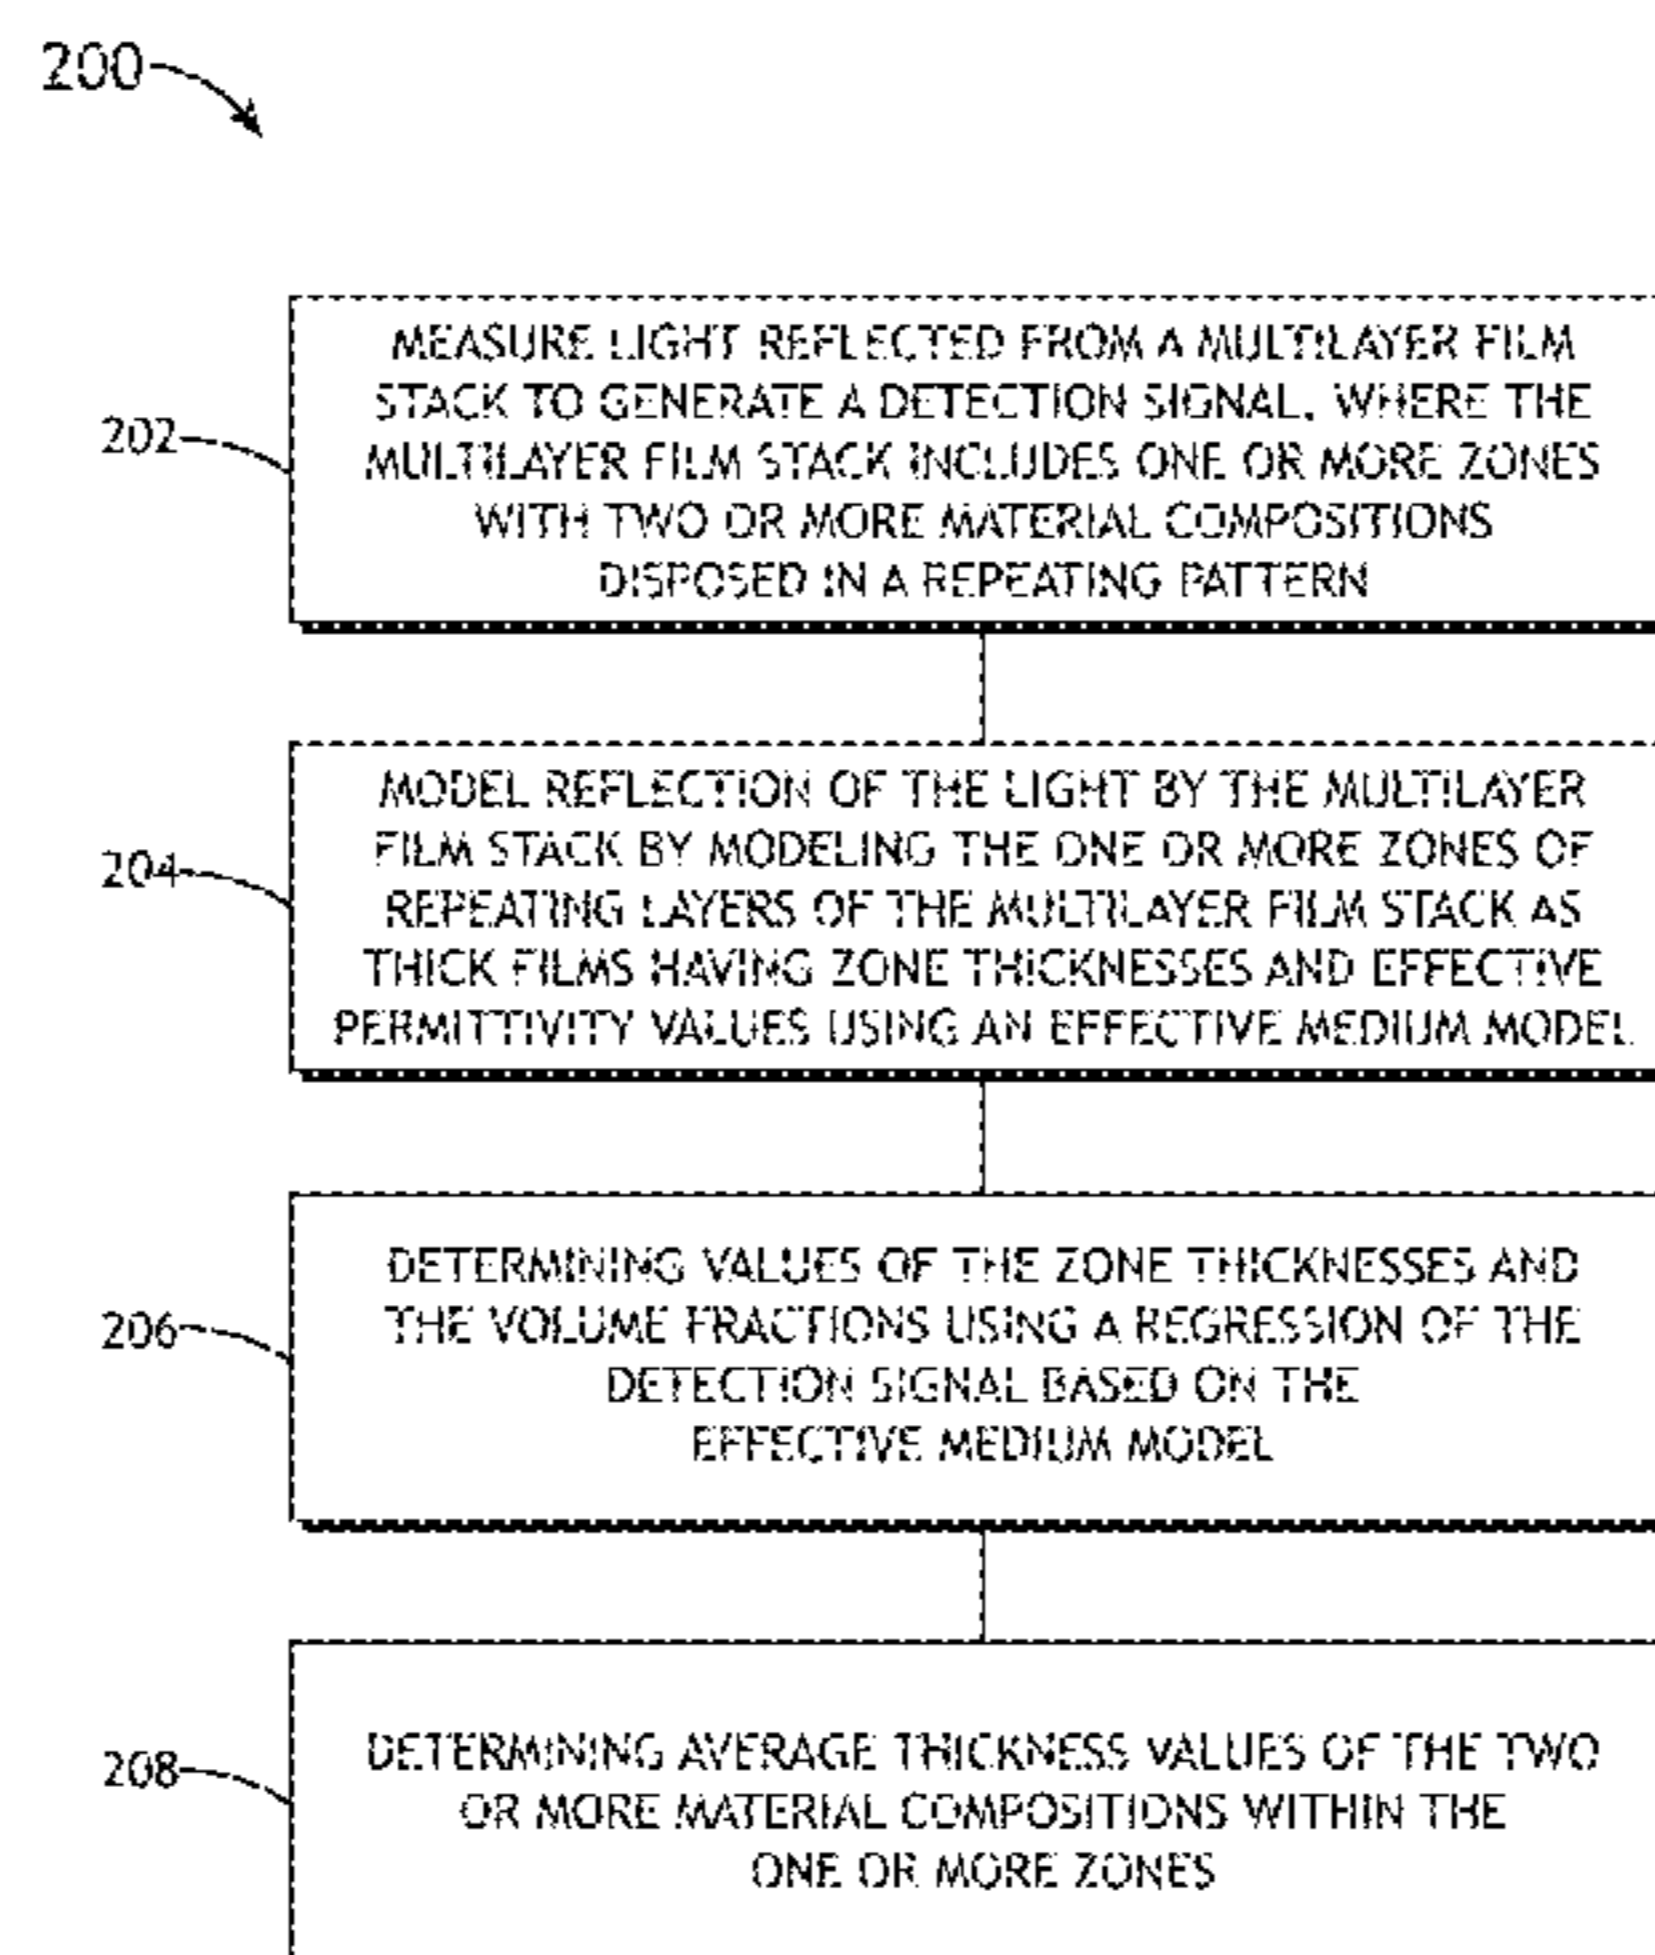 200
202
MEASURE LIGHT REFLECTED FROM A MULTILAYER FILM
STACK TO GENERATE A DETECTION SIGNAL, WHERE THE
MULTILAYER FILM STACK INCLUDES ONE OR MORE ZONES
WITH TWO OR MORE MATERIAL COMPOSITIONS
DISPOSED IN A REPEATING PATTERN
204
MODEL REFLECTION OF THE LIGHT BY THE MULTILAYER
FILM STACK BY MODELING THE ONE OR MORE ZONES OF
REPEATING LAYERS OF THE MULTILAYER FILM STACK AS
THICK FILMS HAVING ZONE THICKNESSES AND EFFECTIVE
PERMITTIVITY VALUES USING AN EFFECTIVE MEDIUM MODEL
206
DETERMINING VALUES OF THE ZONE THICKNESSES AND
THE VOLUME FRACTIONS USING A REGRESSION OF THE
DETECTION SIGNAL BASED ON THE
EFFECTIVE MEDIUM MODEL
208
DETERMINING AVERAGE THICKNESS VALUES OF THE TWO
OR MORE MATERIAL COMPOSITIONS WITHIN THE
ONE OR MORE ZONES